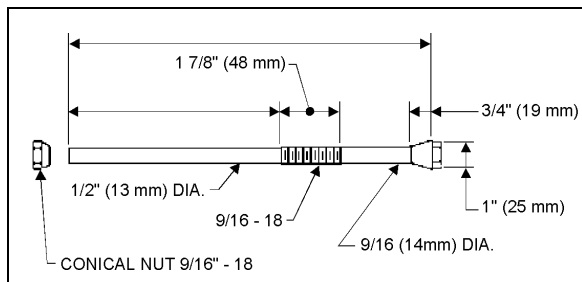 1 7/8" (48 mm)
3/4" (19 mm)
1/2" (13 mm) DIA.
9/16 - 18
1" (25 mm)
9/16 (14mm) DIA.
CONICAL NUT 9/16" - 18